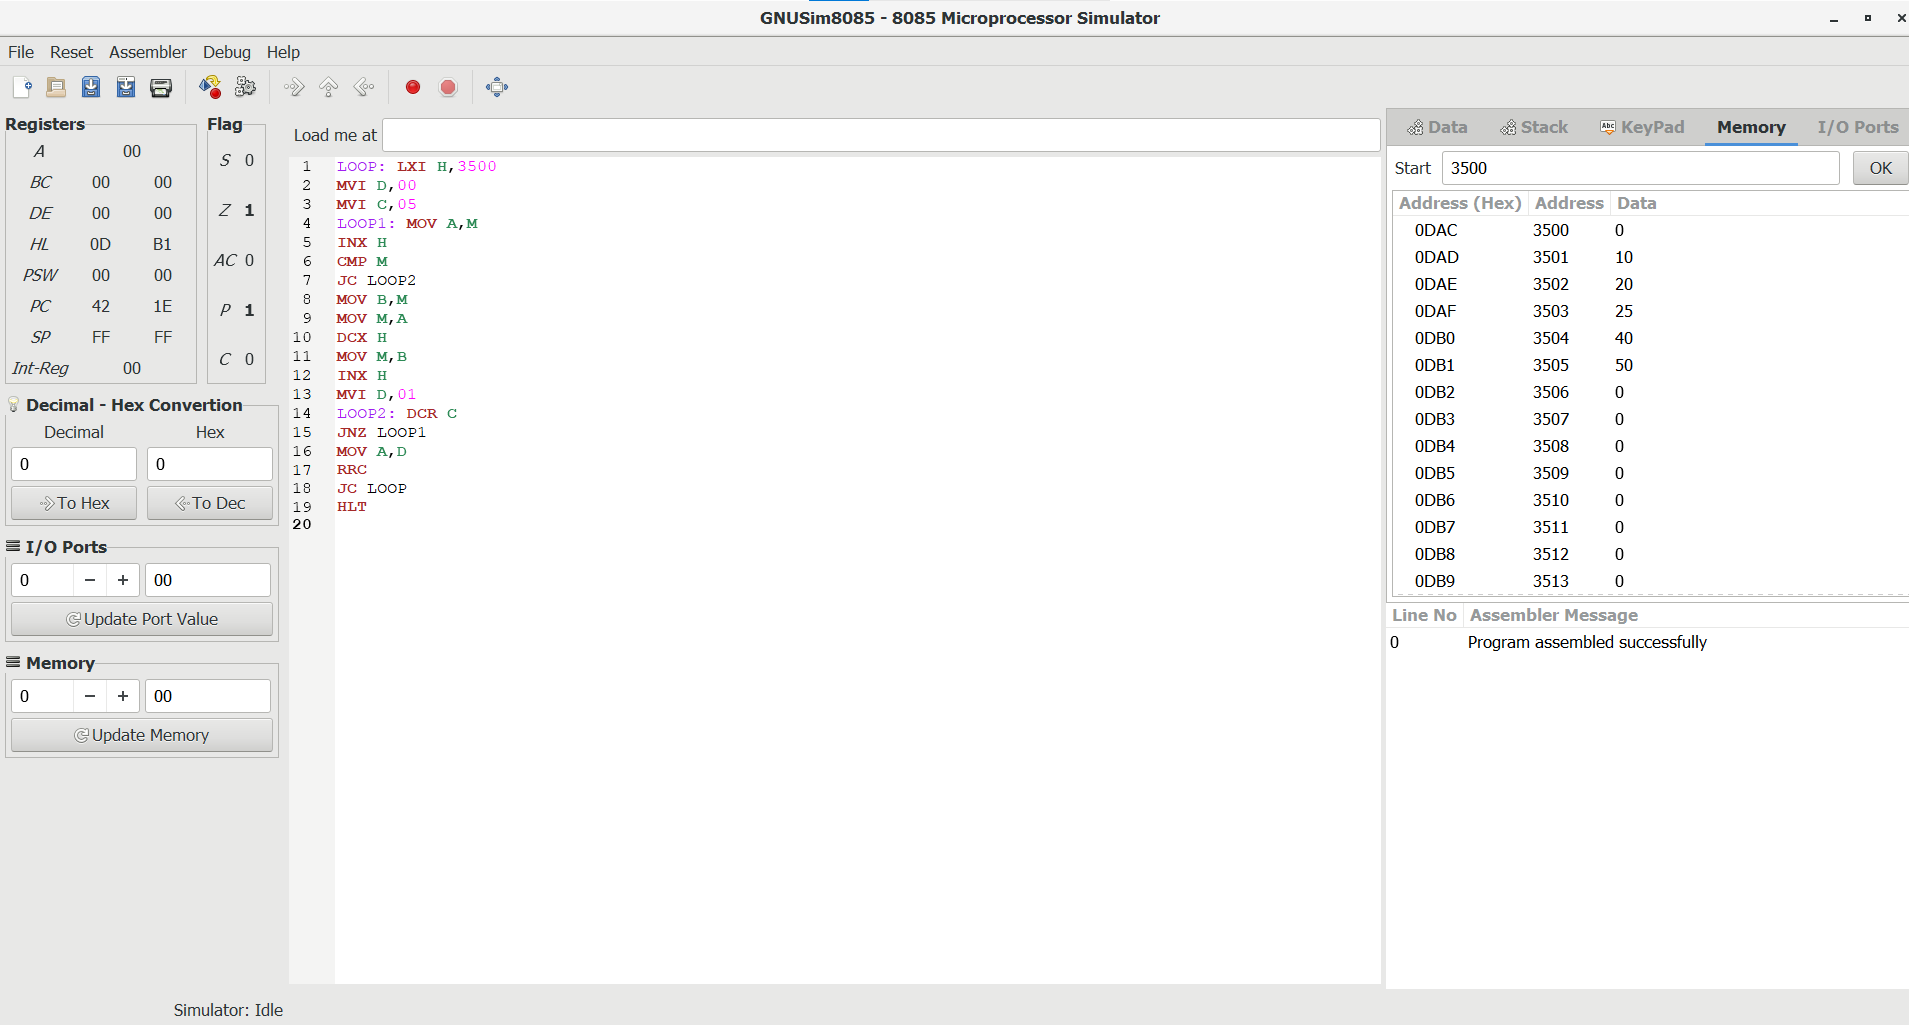 GNUSim8085 - 8085 Microprocessor Simulator
File Reset Assembler Debug Help
Registers
A 00
BC 00 00
DE 00 00
HL 0D B1
PSW 00 00
PC 42 1E
SP FF FF
Int-Reg 00
Flag
S 0
Z 1
AC 0
P 1
C 0
Decimal - Hex Convertion
Decimal Hex
0 0
To Hex To Dec
I/O Ports
0 − + 00
Update Port Value
Memory
0 − + 00
Update Memory
Load me at
1 LOOP: LXI H,3500
2 MVI D,00
3 MVI C,05
4 LOOP1: MOV A,M
5 INX H
6 CMP M
7 JC LOOP2
8 MOV B,M
9 MOV M,A
10 DCX H
11 MOV M,B
12 INX H
13 MVI D,01
14 LOOP2: DCR C
15 JNZ LOOP1
16 MOV A,D
17 RRC
18 JC LOOP
19 HLT
20
Data Stack Abc KeyPad Memory I/O Ports
Start 3500 OK
Address (Hex) Address Data
0DAC 3500 0
0DAD 3501 10
0DAE 3502 20
0DAF 3503 25
0DB0 3504 40
0DB1 3505 50
0DB2 3506 0
0DB3 3507 0
0DB4 3508 0
0DB5 3509 0
0DB6 3510 0
0DB7 3511 0
0DB8 3512 0
0DB9 3513 0
Line No Assembler Message
0 Program assembled successfully
Simulator: Idle